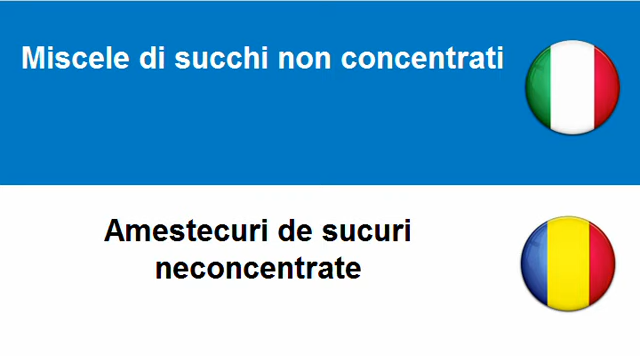 Miscele di succhi non concentrati
Amestecuri de sucuri
neconcentrate